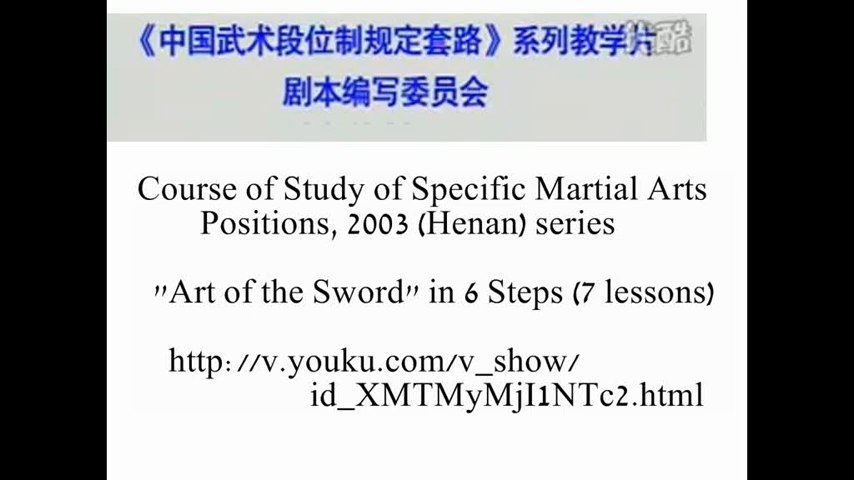 《中国武术段位制规定套路》系列教学片
优酷
剧本编写委员会
Course of Study of Specific Martial Arts
Positions, 2003 (Henan) series
"Art of the Sword" in 6 Steps (7 lessons)
http://v.youku.com/v_show/
id_XMTMyMjI1NTc2.html